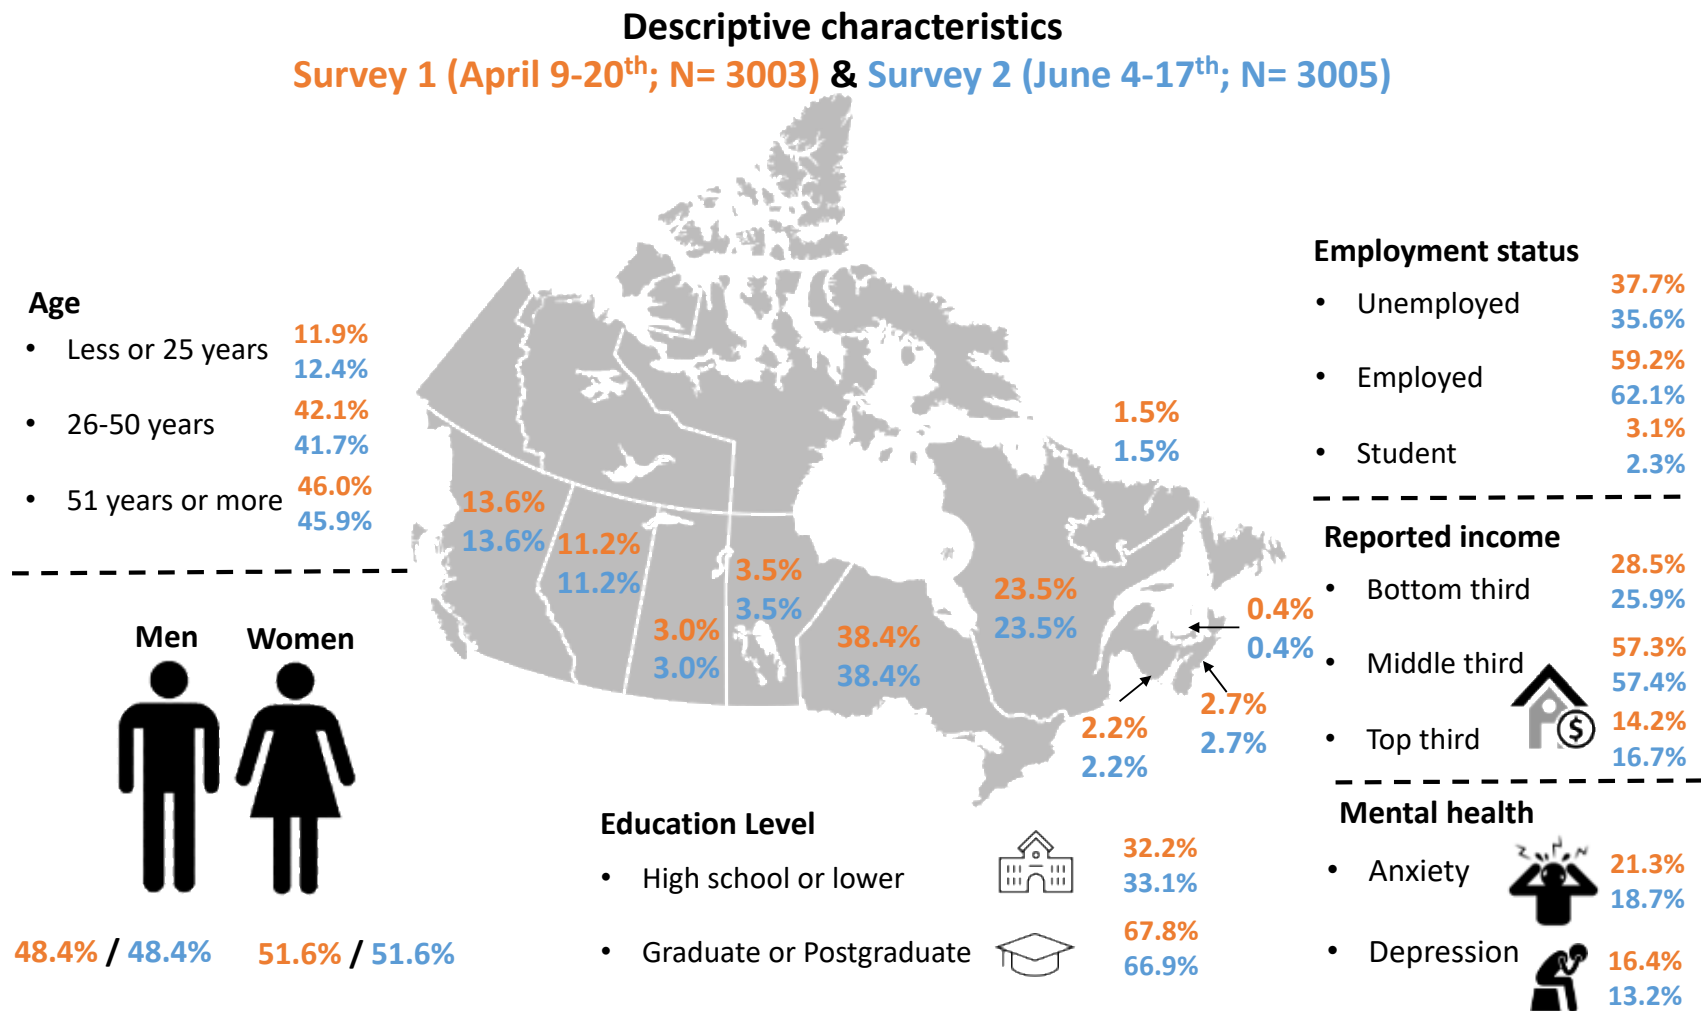 Descriptive characteristics
Survey 1 (April 9-20th; N= 3003) & Survey 2 (June 4-17th; N= 3005)
Age
• Less or 25 years
11.9%
12.4%
• 26-50 years
42.1%
41.7%
• 51 years or more
46.0%
45.9%
Men
Women
48.4% / 48.4%
51.6% / 51.6%
13.6%
13.6%
11.2%
11.2%
3.0%
3.0%
3.5%
3.5%
38.4%
38.4%
23.5%
23.5%
1.5%
1.5%
0.4%
0.4%
2.7%
2.7%
2.2%
2.2%
Education Level
• High school or lower
32.2%
33.1%
• Graduate or Postgraduate
67.8%
66.9%
Employment status
• Unemployed
37.7%
35.6%
• Employed
59.2%
62.1%
• Student
3.1%
2.3%
Reported income
• Bottom third
28.5%
25.9%
• Middle third
57.3%
57.4%
• Top third
$
14.2%
16.7%
Mental health
• Anxiety
21.3%
18.7%
• Depression
16.4%
13.2%